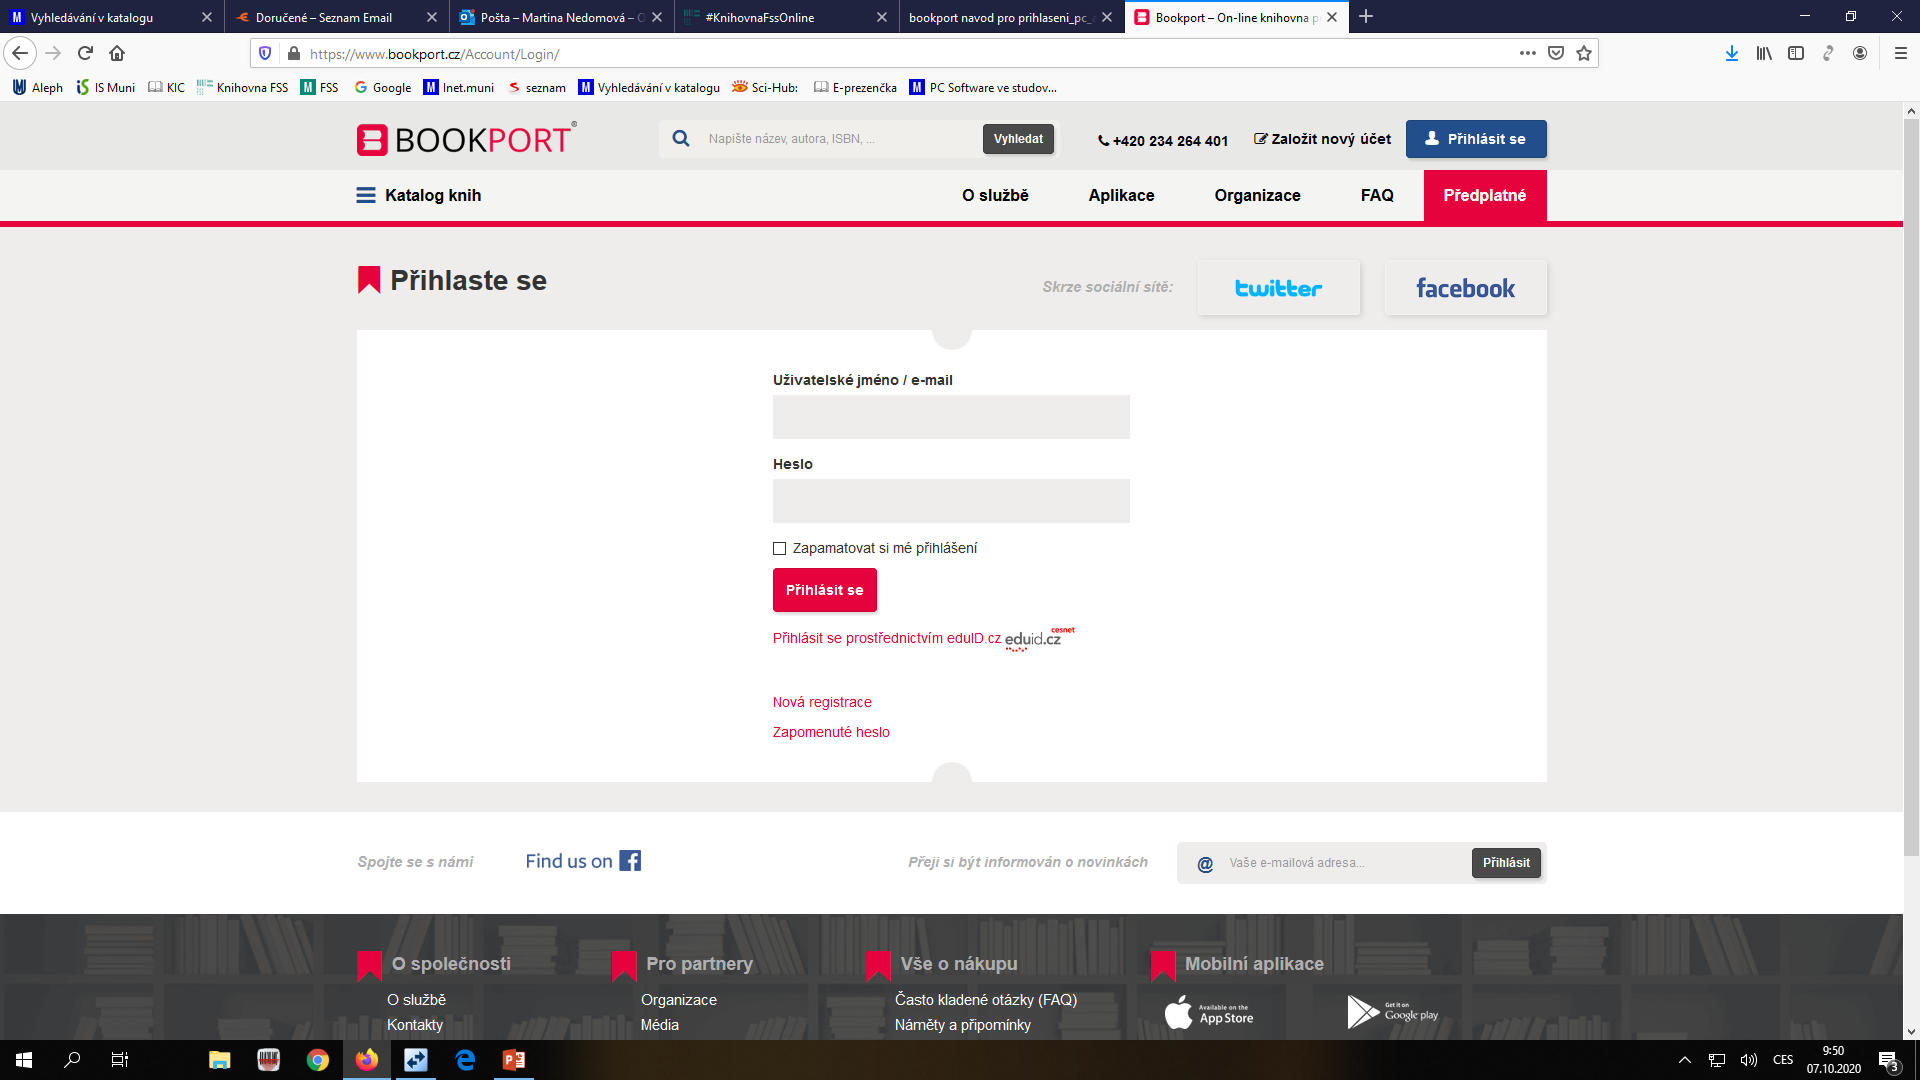 Vyhledávání v katalogu
Doručené – Seznam Email
Pošta – Martina Nedomová – O
#KnihovnaFssOnline
bookport navod pro prihlaseni_pc_
Bookport – On-line knihovna p
https://www.bookport.cz/Account/Login/
Aleph
IS Muni
KIC
Knihovna FSS
FSS
Google
Inet.muni
seznam
Vyhledávání v katalogu
Sci-Hub:
E-prezenčka
PC Software ve studov...
BOOKPORT®
Napište název, autora, ISBN, ...
Vyhledat
+420 234 264 401
Založit nový účet
Přihlásit se
Katalog knih
O službě
Aplikace
Organizace
FAQ
Předplatné
Přihlaste se
Skrze sociální sítě:
twitter
facebook
Uživatelské jméno / e-mail
Heslo
Zapamatovat si mé přihlášení
Přihlásit se
Přihlásit se prostřednictvím eduID.cz
cesnet
eduid.cz
Nová registrace
Zapomenuté heslo
Spojte se s námi
Find us on
Přeji si být informován o novinkách
@
Vaše e-mailová adresa...
Přihlásit
O společnosti
Pro partnery
Vše o nákupu
Mobilní aplikace
O službě
Organizace
Často kladené otázky (FAQ)
Available on the
App Store
Get it on
Google play
Kontakty
Média
Náměty a připomínky
CES
9:50
07.10.2020
3